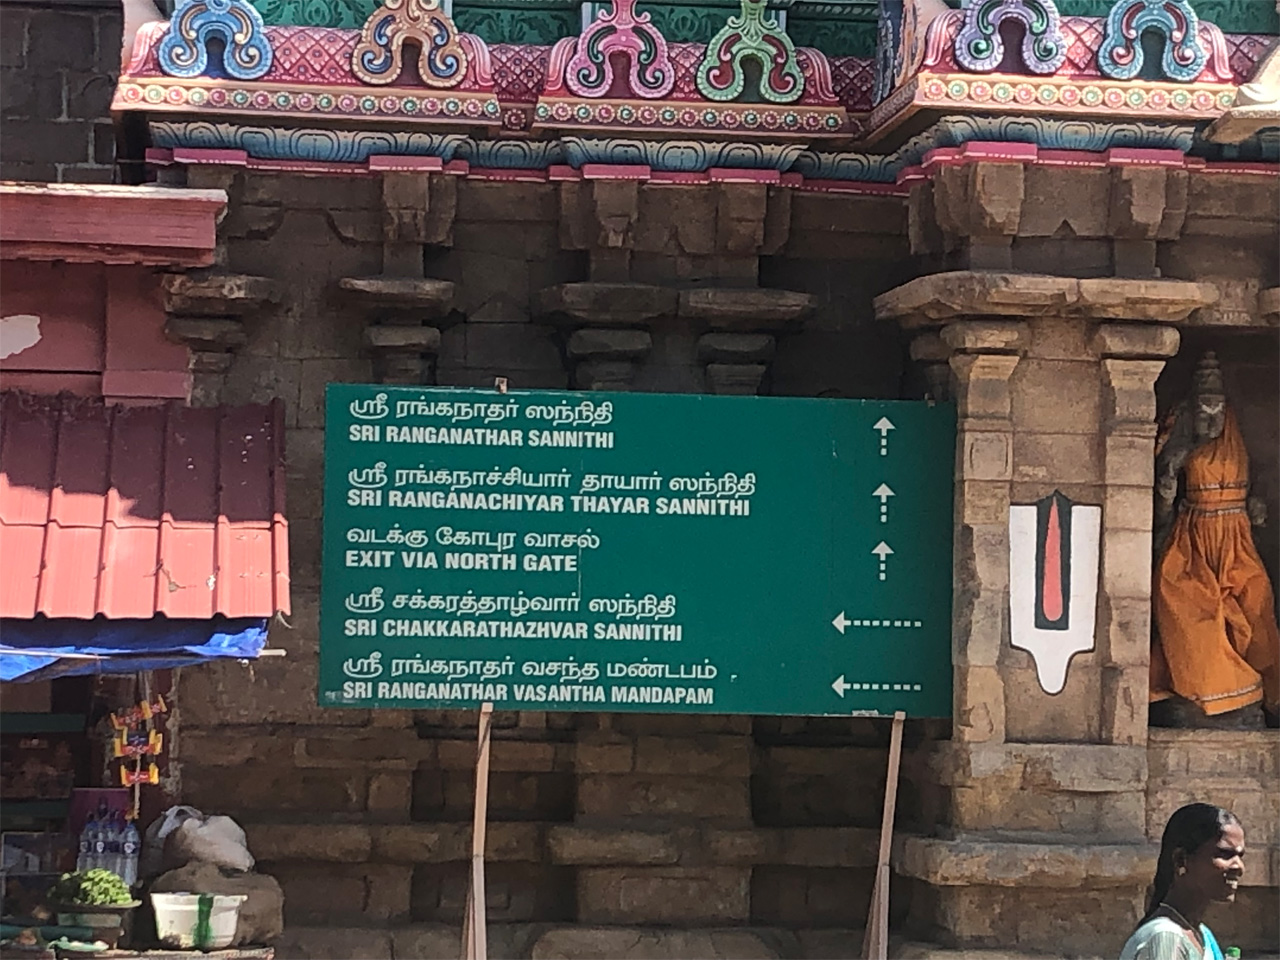 ஸ்ரீ ரங்கநாதர் ஸந்நிதி
SRI RANGANATHAR SANNITHI
ஸ்ரீ ரங்கநாச்சியார் தாயார் ஸந்நிதி
SRI RANGANACHIYAR THAYAR SANNITHI
வடக்கு கோபுர வாசல்
EXIT VIA NORTH GATE
ஸ்ரீ சக்கரத்தாழ்வார் ஸந்நிதி
SRI CHAKKARATHAZHVAR SANNITHI
ஸ்ரீ ரங்கநாதர் வசந்த மண்டபம்
SRI RANGANATHAR VASANTHA MANDAPAM